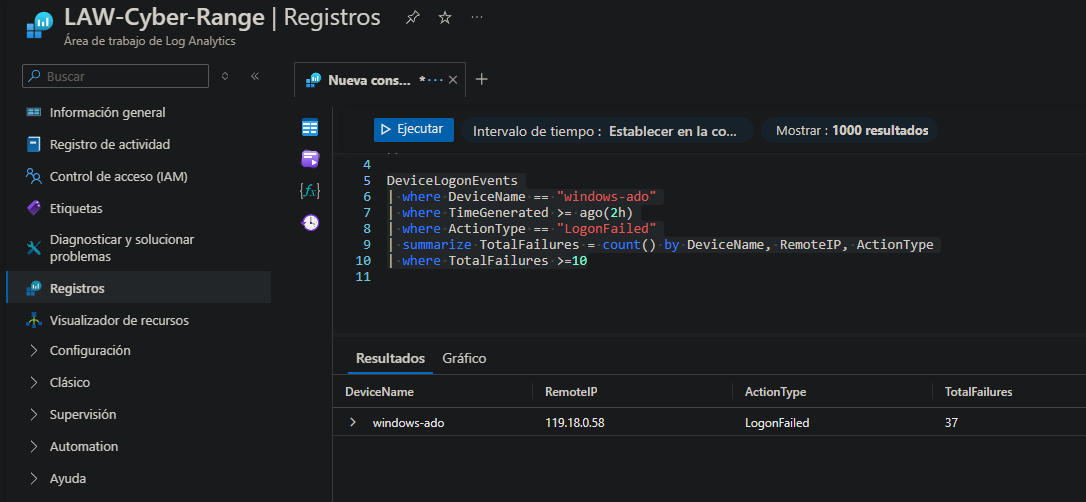 LAW-Cyber-Range | Registros
Área de trabajo de Log Analytics
Buscar
Información general
Registro de actividad
Control de acceso (IAM)
Etiquetas
Diagnosticar y solucionar
problemas
Registros
Visualizador de recursos
Configuración
Clásico
Supervisión
Automation
Ayuda
Nueva cons... *
Ejecutar
Intervalo de tiempo : Establecer en la co...
Mostrar : 1000 resultados
4
5 DeviceLogonEvents
6 | where DeviceName == "windows-ado"
7 | where TimeGenerated >= ago(2h)
8 | where ActionType == "LogonFailed"
9 | summarize TotalFailures = count() by DeviceName, RemoteIP, ActionType
10 | where TotalFailures >=10
11
Resultados Gráfico
DeviceName RemoteIP ActionType TotalFailures
windows-ado 119.18.0.58 LogonFailed 37